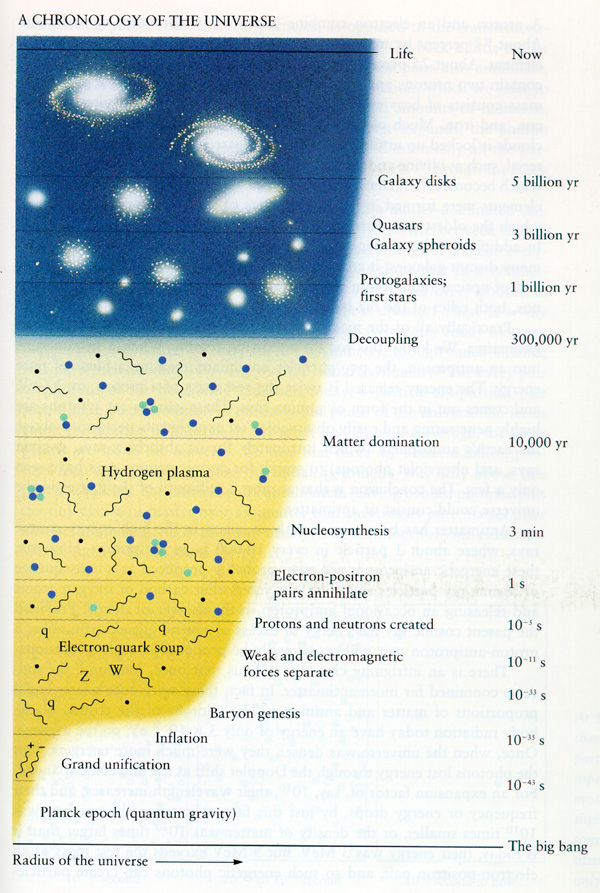 A CHRONOLOGY OF THE UNIVERSE
Life Now
Galaxy disks 5 billion yr
Quasars
Galaxy spheroids 3 billion yr
Protogalaxies;
first stars 1 billion yr
Decoupling 300,000 yr
Matter domination 10,000 yr
Hydrogen plasma
Nucleosynthesis 3 min
Electron-positron
pairs annihilate 1 s
Protons and neutrons created 10⁻⁵ s
q q
Electron-quark soup
Weak and electromagnetic
forces separate 10⁻¹¹ s
Z W
10⁻³³ s
q
Baryon genesis
Inflation 10⁻³⁵ s
+ -
Grand unification
10⁻⁴³ s
Planck epoch (quantum gravity)
The big bang
Radius of the universe